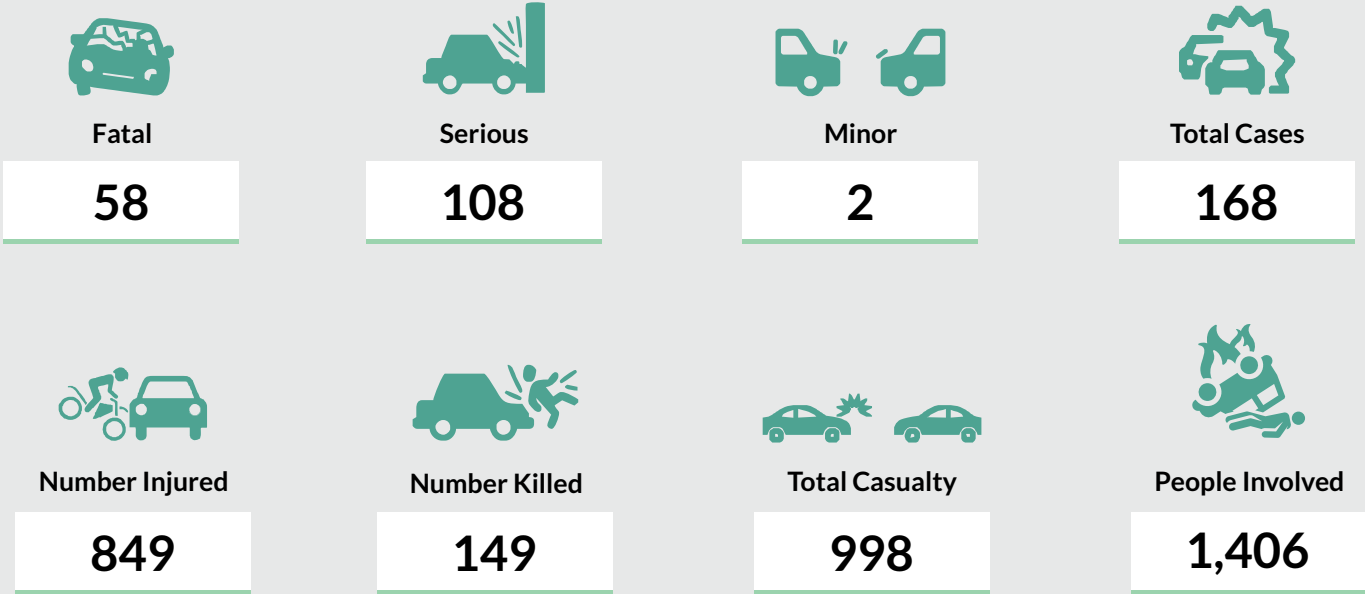 Fatal
58
Serious
108
Minor
2
Total Cases
168
Number Injured
849
Number Killed
149
Total Casualty
998
People Involved
1,406